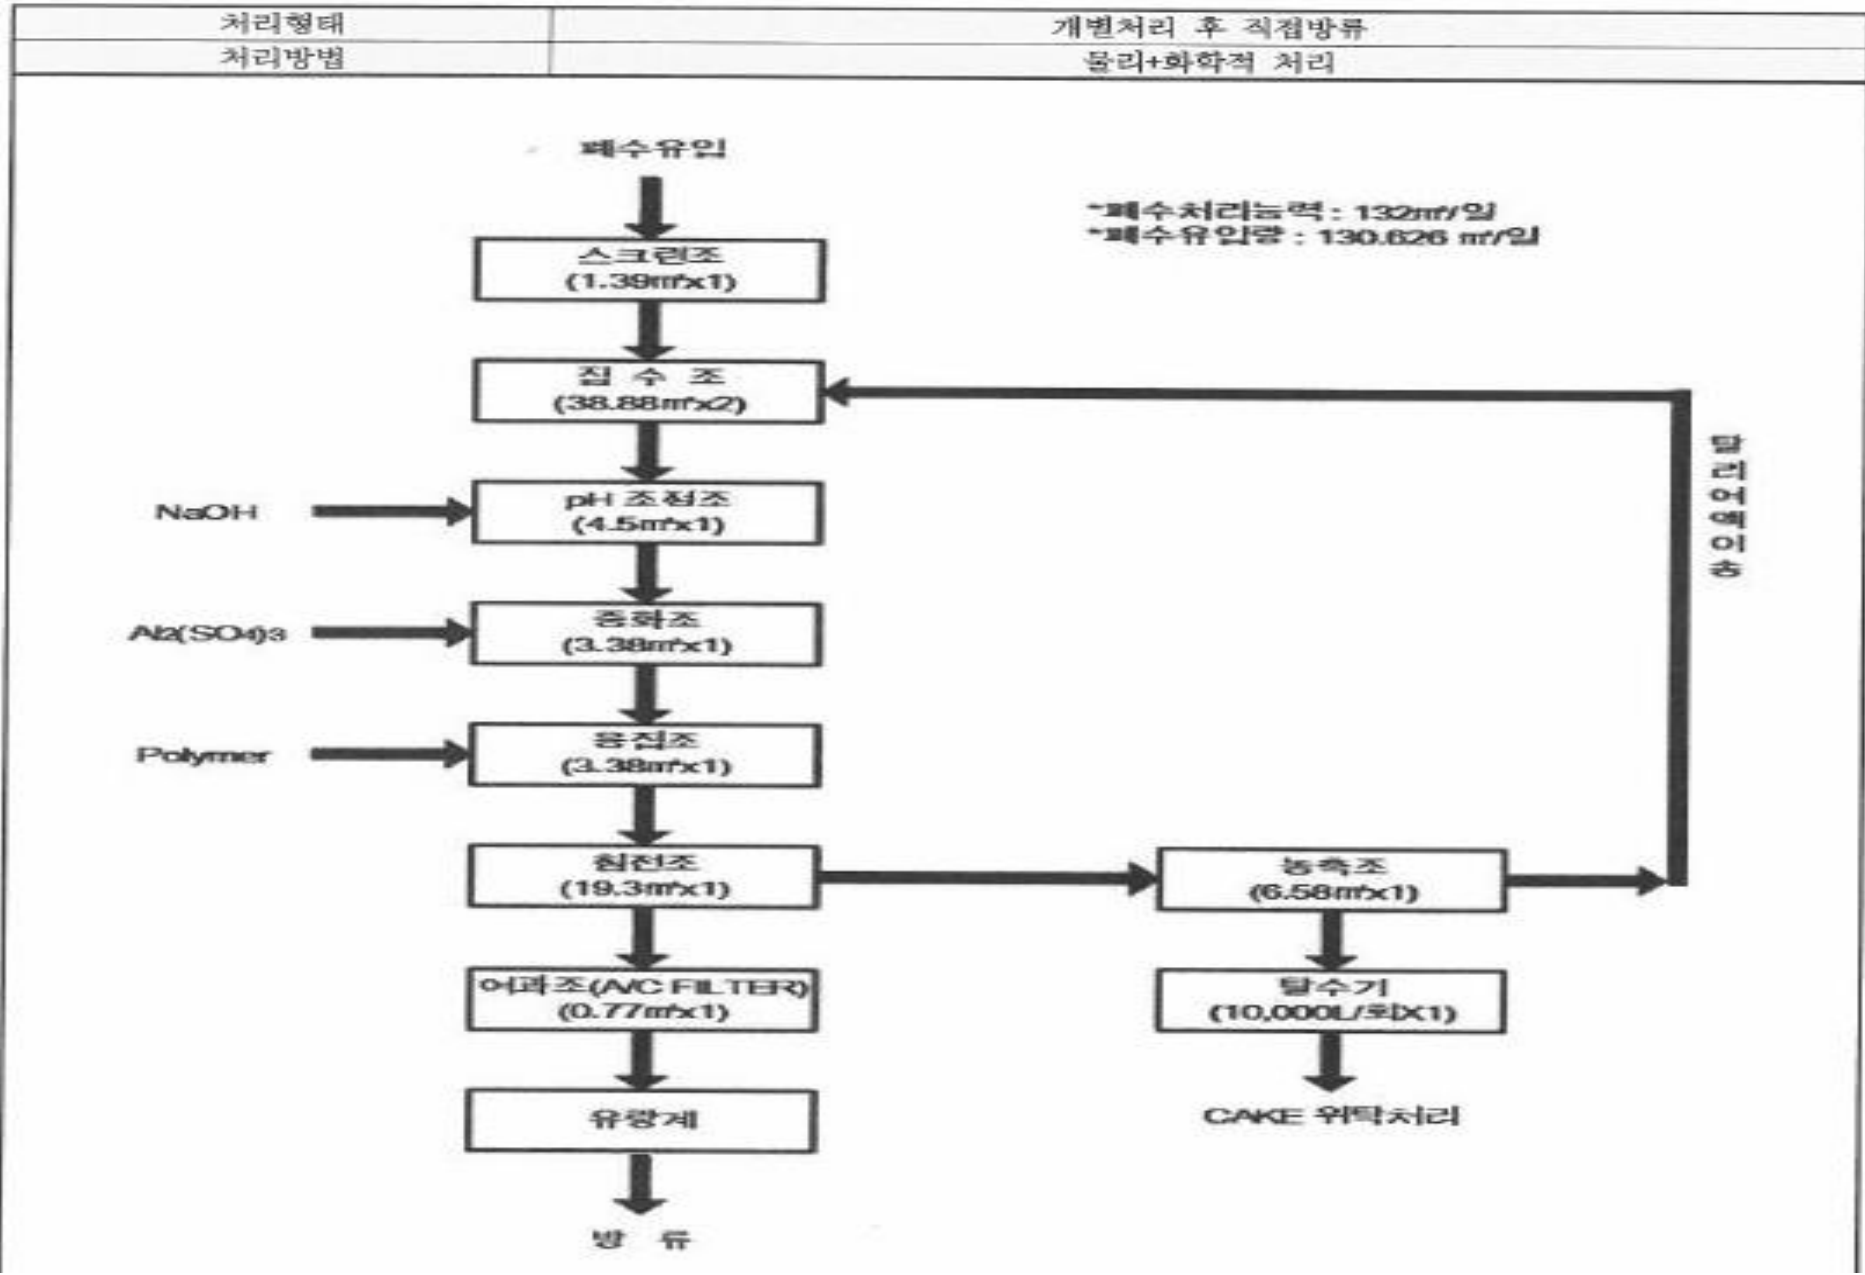 처리형태 개별처리 후 직접방류
처리방법 물리+화학적 처리
폐수유입
*폐수처리능력 : 132㎥/일
*폐수유입량 : 130.626 ㎥/일
스크린조
(1.39㎥x1)
집 수 조
(38.88㎥x2)
탈리여액이송
NaOH
pH 조정조
(4.5㎥x1)
Al2(SO4)3
중화조
(3.38㎥x1)
Polymer
응집조
(3.38㎥x1)
침전조
(19.3㎥x1)
농축조
(6.58㎥x1)
여과조(A/C FILTER)
(0.77㎥x1)
탈수기
(10,000L/회X1)
유량계
CAKE 위탁처리
방 류